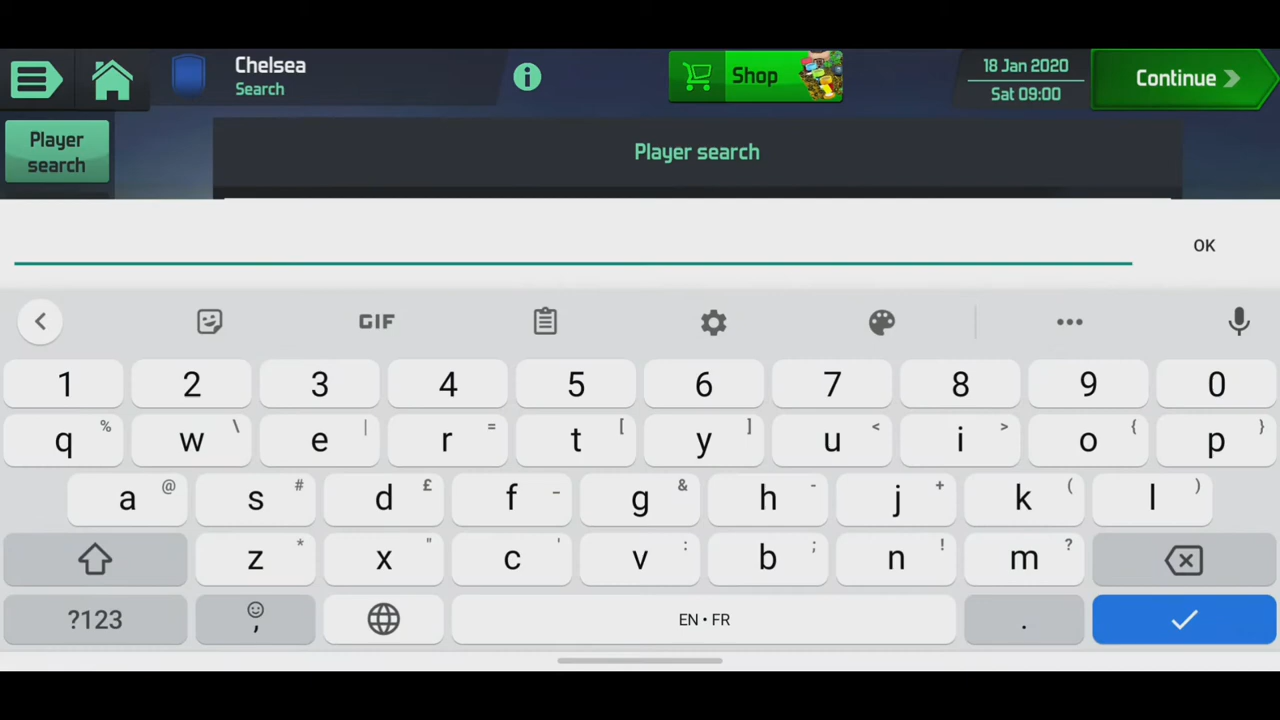 Chelsea
Search
i
Shop
18 Jan 2020
Sat 09:00
Continue
Player
search
Player search
OK
GIF
1 2 3 4 5 6 7 8 9 0
q % w \ e | r = t [ y ] u < i > o { p }
a @ s # d £ f _ g & h - j + k ( l )
z * x " c ' v : b ; n ! m ?
?123 , EN • FR .